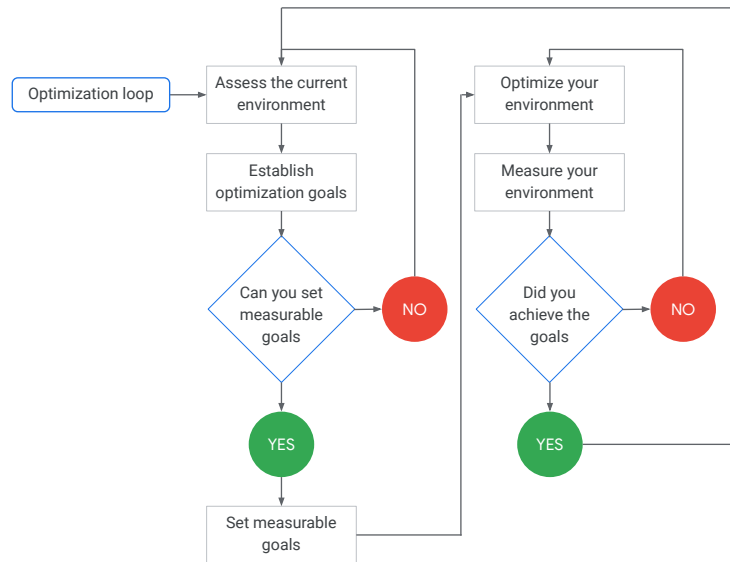 Optimization loop
Assess the current
environment
Establish
optimization goals
Can you set
measurable
goals
NO
YES
Set measurable
goals
Optimize your
environment
Measure your
environment
Did you
achieve the
goals
NO
YES